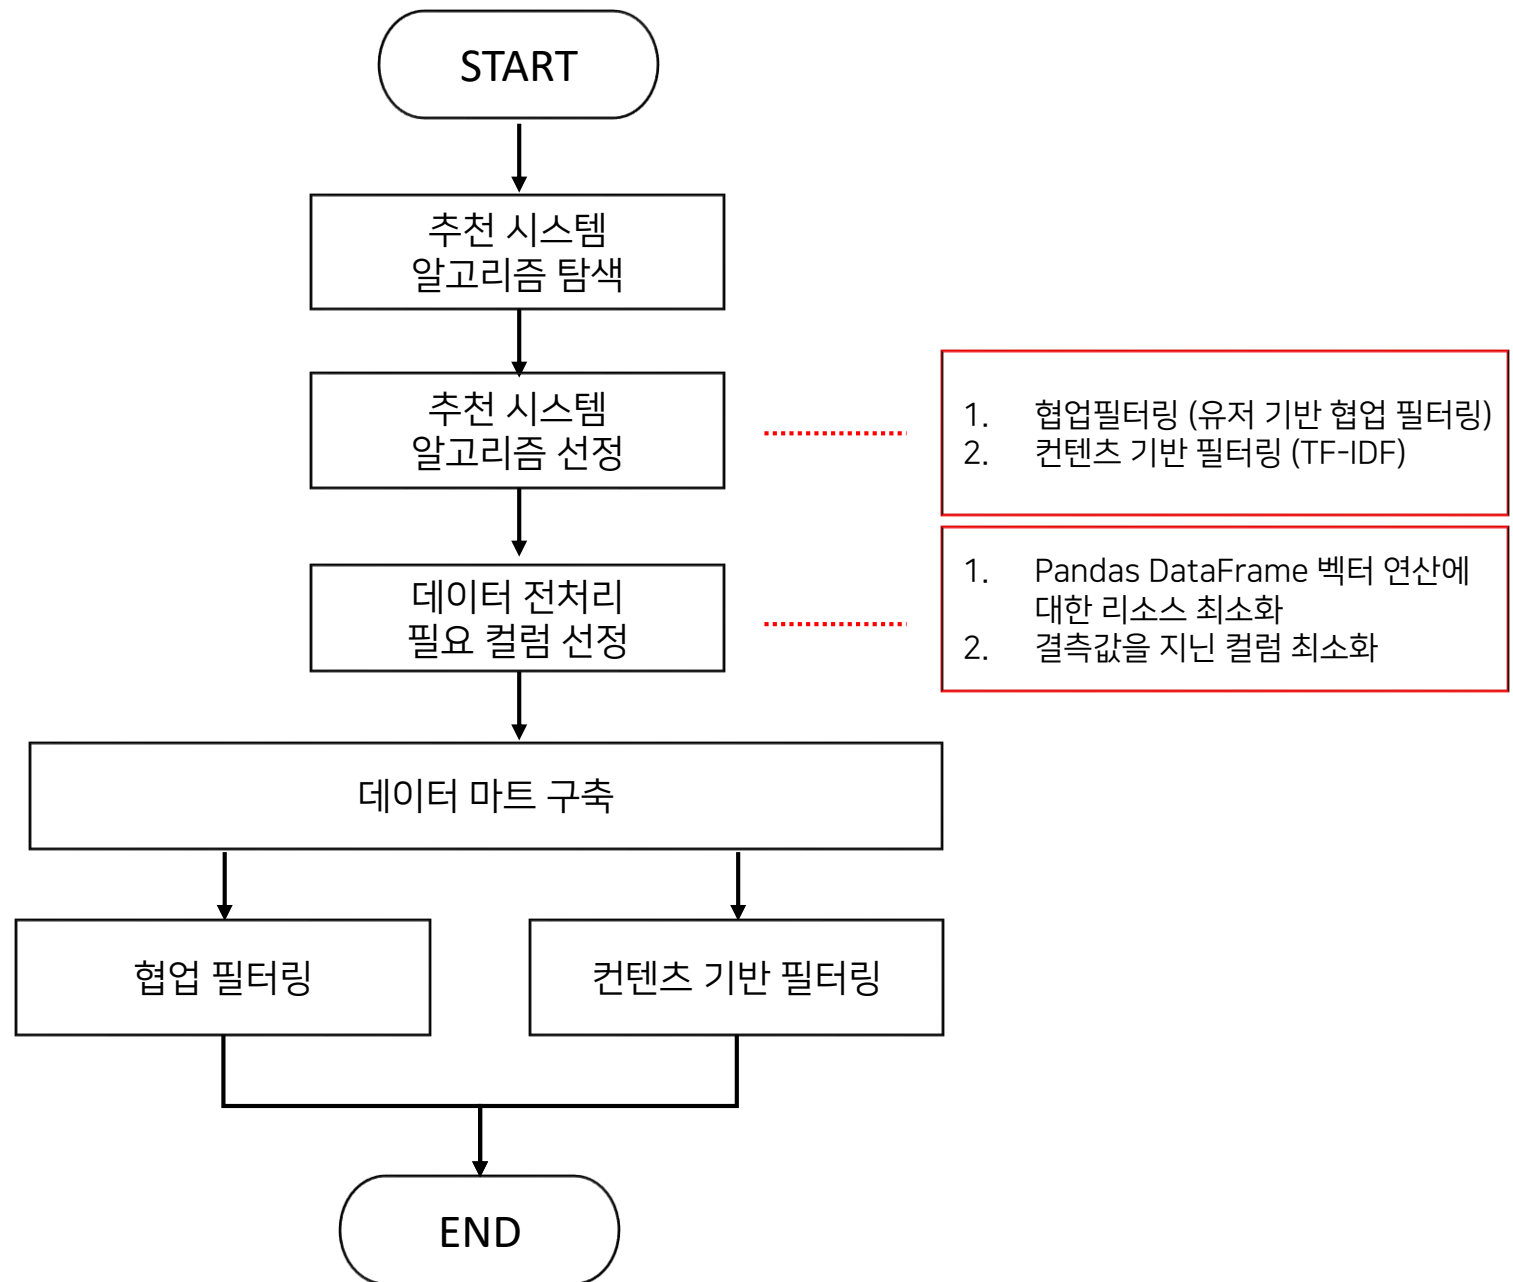 START
추천 시스템
알고리즘 탐색
추천 시스템
알고리즘 선정
1. 협업필터링 (유저 기반 협업 필터링)
2. 컨텐츠 기반 필터링 (TF-IDF)
데이터 전처리
필요 컬럼 선정
1. Pandas DataFrame 벡터 연산에
대한 리소스 최소화
2. 결측값을 지닌 컬럼 최소화
데이터 마트 구축
협업 필터링
컨텐츠 기반 필터링
END